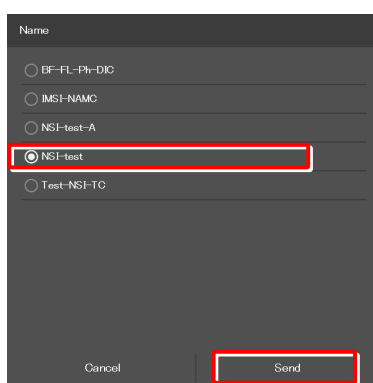 Name
BF-FL-Ph-DIC
IMSI-NAMC
NSI-test-A
NSI-test
Test-NSI-TC
Cancel
Send